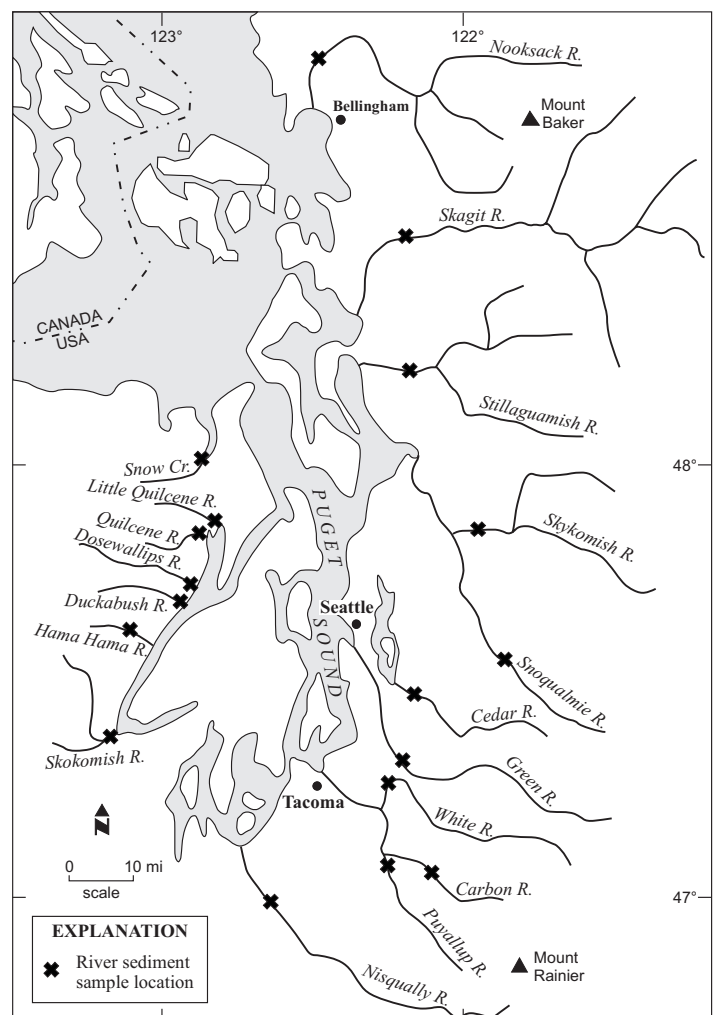 123°
122°
Nooksack R.
Bellingham
Mount
Baker
Skagit R.
CANADA
USA
Stillaguamish R.
48°
Snow Cr.
Little Quilcene R.
Quilcene R.
Dosewallips R.
Duckabush R.
Hama Hama R.
Skokomish R.
PUGET
SOUND
Skykomish R.
Seattle
Snoqualmie R.
Cedar R.
Green R.
Tacoma
White R.
N
0 10 mi
scale
Carbon R.
47°
Puyallup R.
Mount
Rainier
Nisqually R.
EXPLANATION
River sediment
sample location